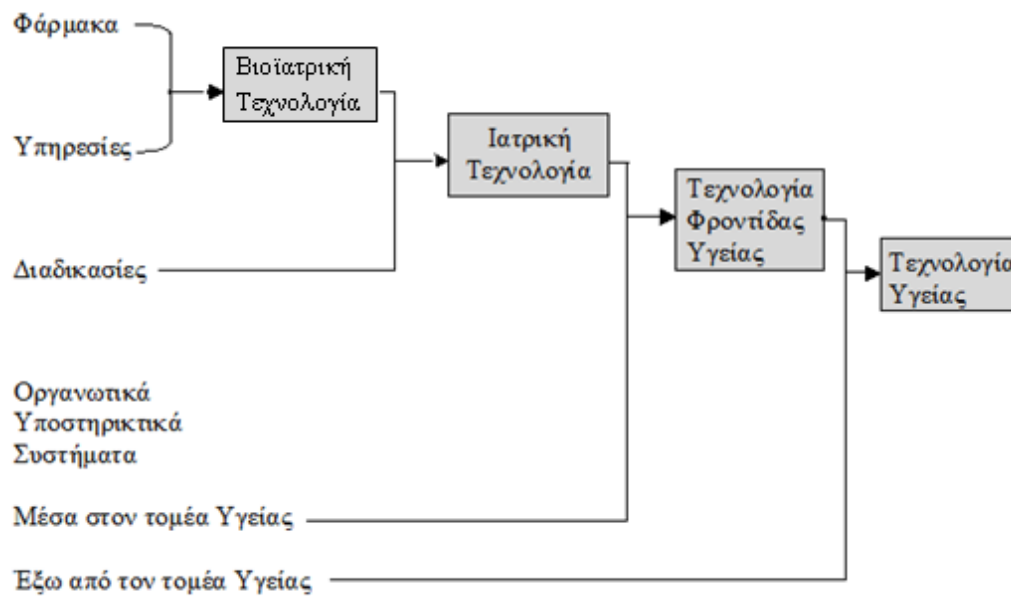 Φάρμακα
Βιοϊατρική
Τεχνολογία
Υπηρεσίες
Ιατρική
Τεχνολογία
Τεχνολογία
Φροντίδας
Υγείας
Διαδικασίες
Τεχνολογία
Υγείας
Οργανωτικά
Υποστηρικτικά
Συστήματα
Μέσα στον τομέα Υγείας
Έξω από τον τομέα Υγείας